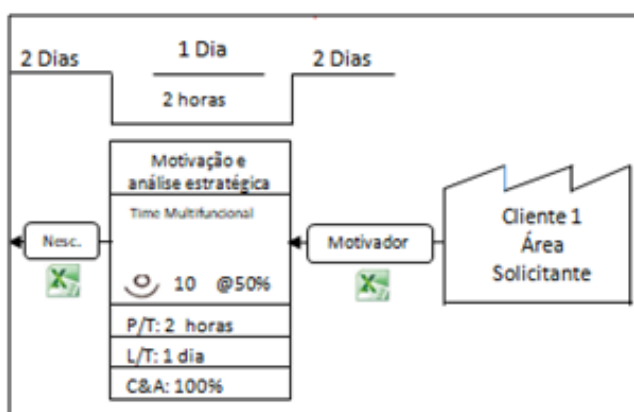 2 Dias
1 Dia
2 Dias
2 horas
Motivação e
análise estratégica
Time Multifuncional
10 @50%
P/T: 2 horas
L/T: 1 dia
C&A: 100%
Nesc.
Motivador
Cliente 1
Área
Solicitante